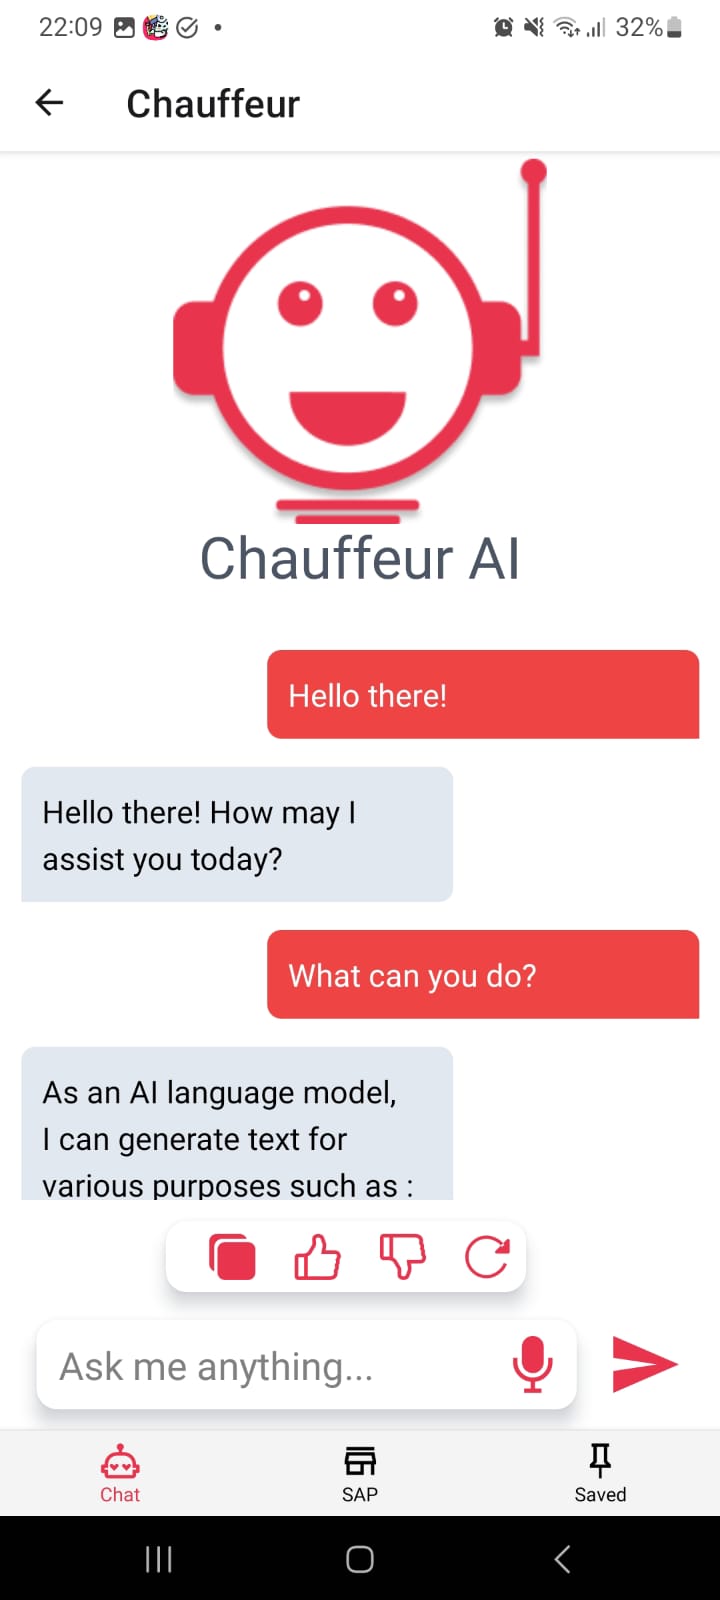 22:09
32%
Chauffeur
Chauffeur AI
Hello there!
Hello there! How may I
assist you today?
What can you do?
As an AI language model,
I can generate text for
various purposes such as :
Ask me anything...
Chat
SAP
Saved